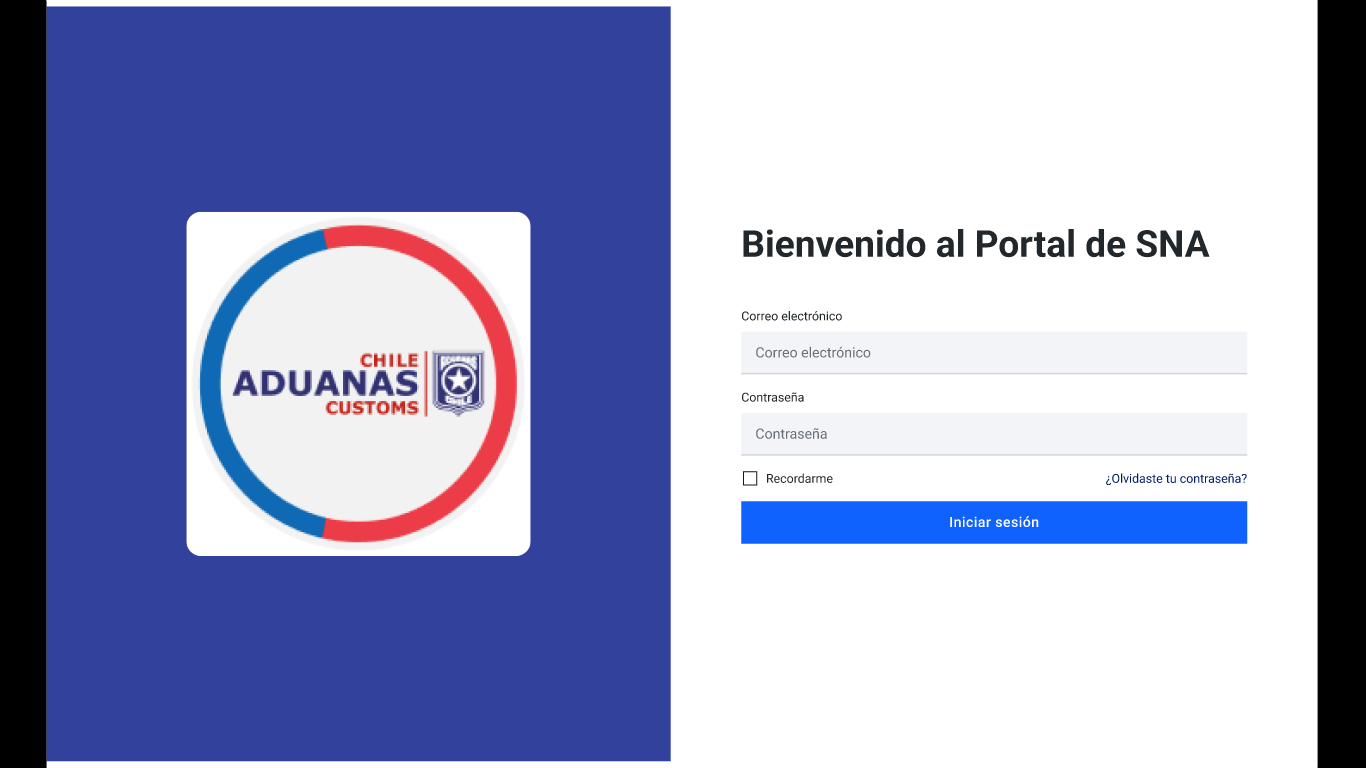 CHILE
ADUANAS
CUSTOMS
Bienvenido al Portal de SNA
Correo electrónico
Correo electrónico
Contraseña
Contraseña
Recordarme
¿Olvidaste tu contraseña?
Iniciar sesión